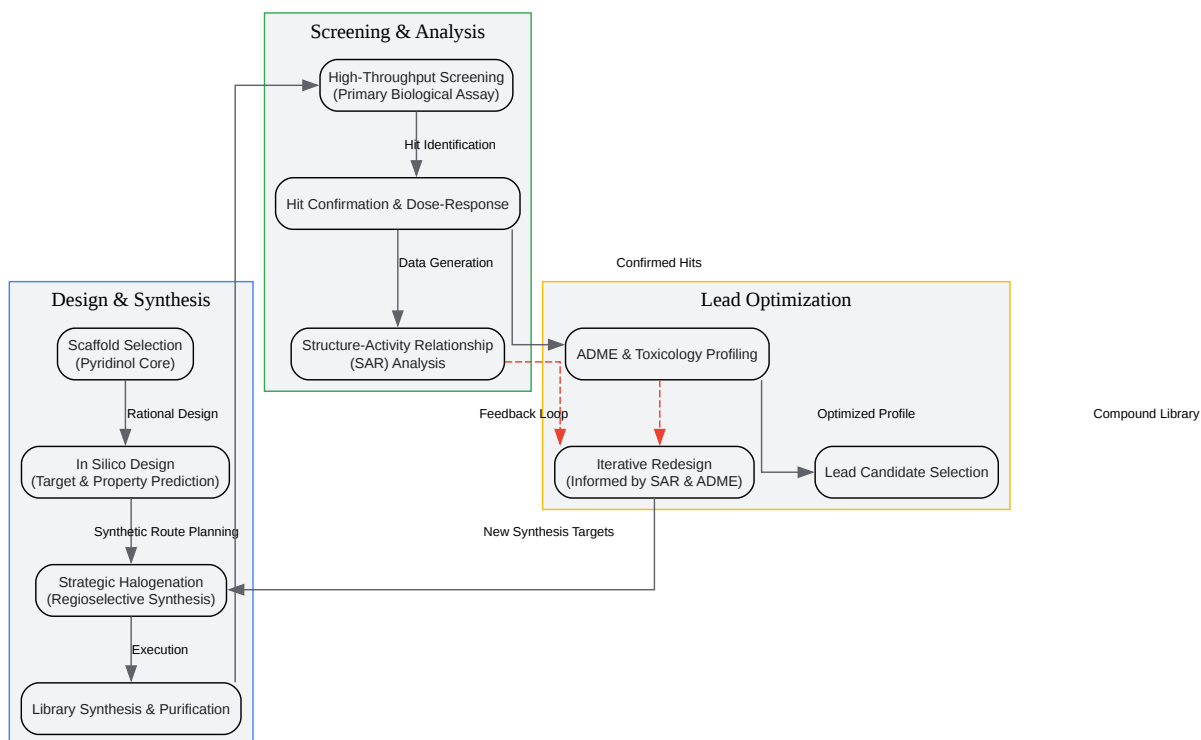 Screening & Analysis
High-Throughput Screening
(Primary Biological Assay)
Hit Identification
Hit Confirmation & Dose-Response
Data Generation
Confirmed Hits
Design & Synthesis
Lead Optimization
Scaffold Selection
(Pyridinol Core)
Structure-Activity Relationship
(SAR) Analysis
ADME & Toxicology Profiling
Rational Design
Feedback Loop
Optimized Profile
Compound Library
In Silico Design
(Target & Property Prediction)
Iterative Redesign
(Informed by SAR & ADME)
Lead Candidate Selection
Synthetic Route Planning
New Synthesis Targets
Strategic Halogenation
(Regioselective Synthesis)
Execution
Library Synthesis & Purification